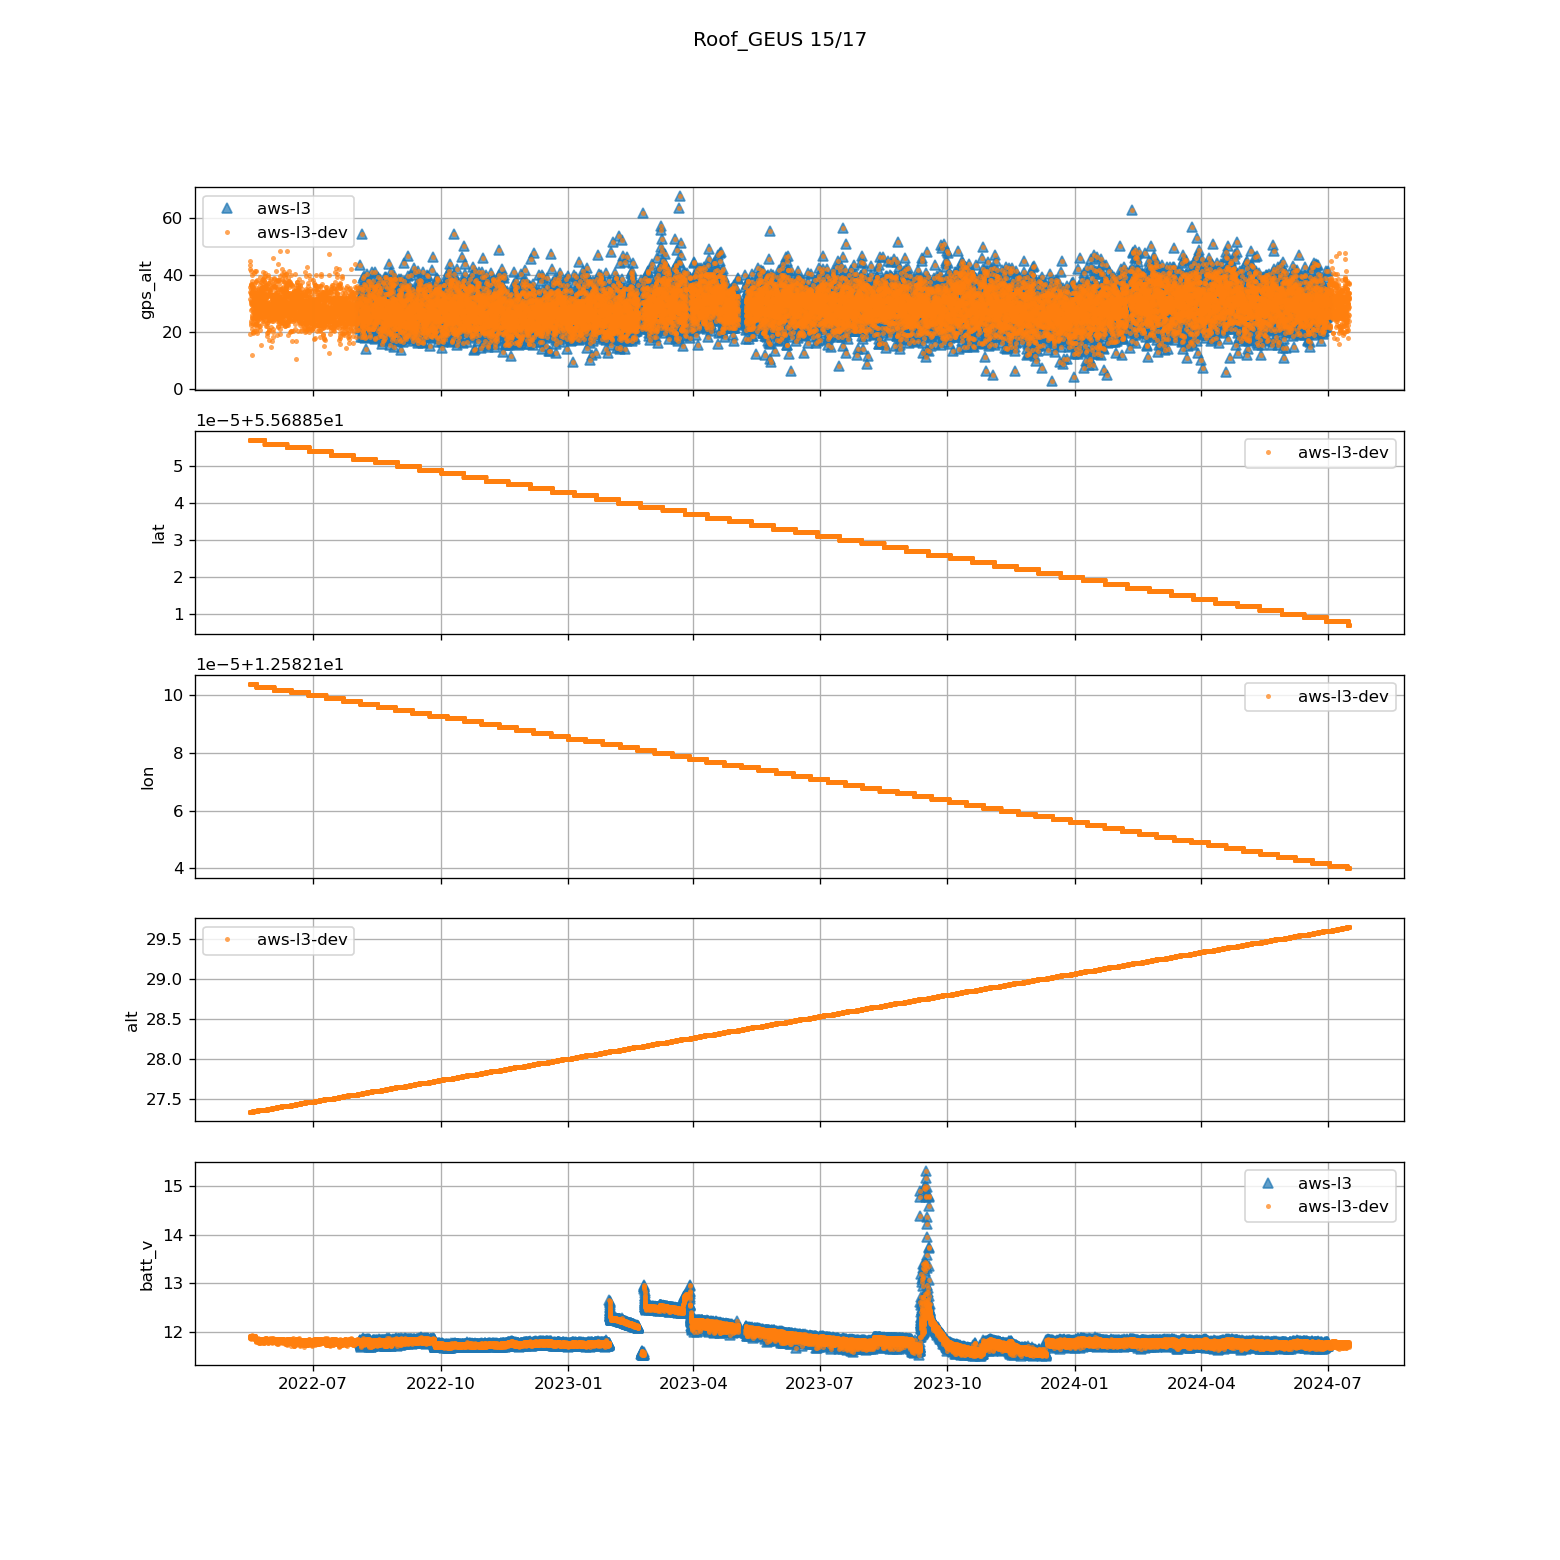 Roof_GEUS 15/17
aws-l3
aws-l3-dev
60
40
20
0
gps_alt
1e−5+5.56885e1
aws-l3-dev
5
4
3
2
1
lat
1e−5+1.25821e1
aws-l3-dev
10
8
6
4
lon
aws-l3-dev
29.5
29.0
28.5
28.0
27.5
alt
aws-l3
aws-l3-dev
15
14
13
12
batt_v
2022-07 2022-10 2023-01 2023-04 2023-07 2023-10 2024-01 2024-04 2024-07